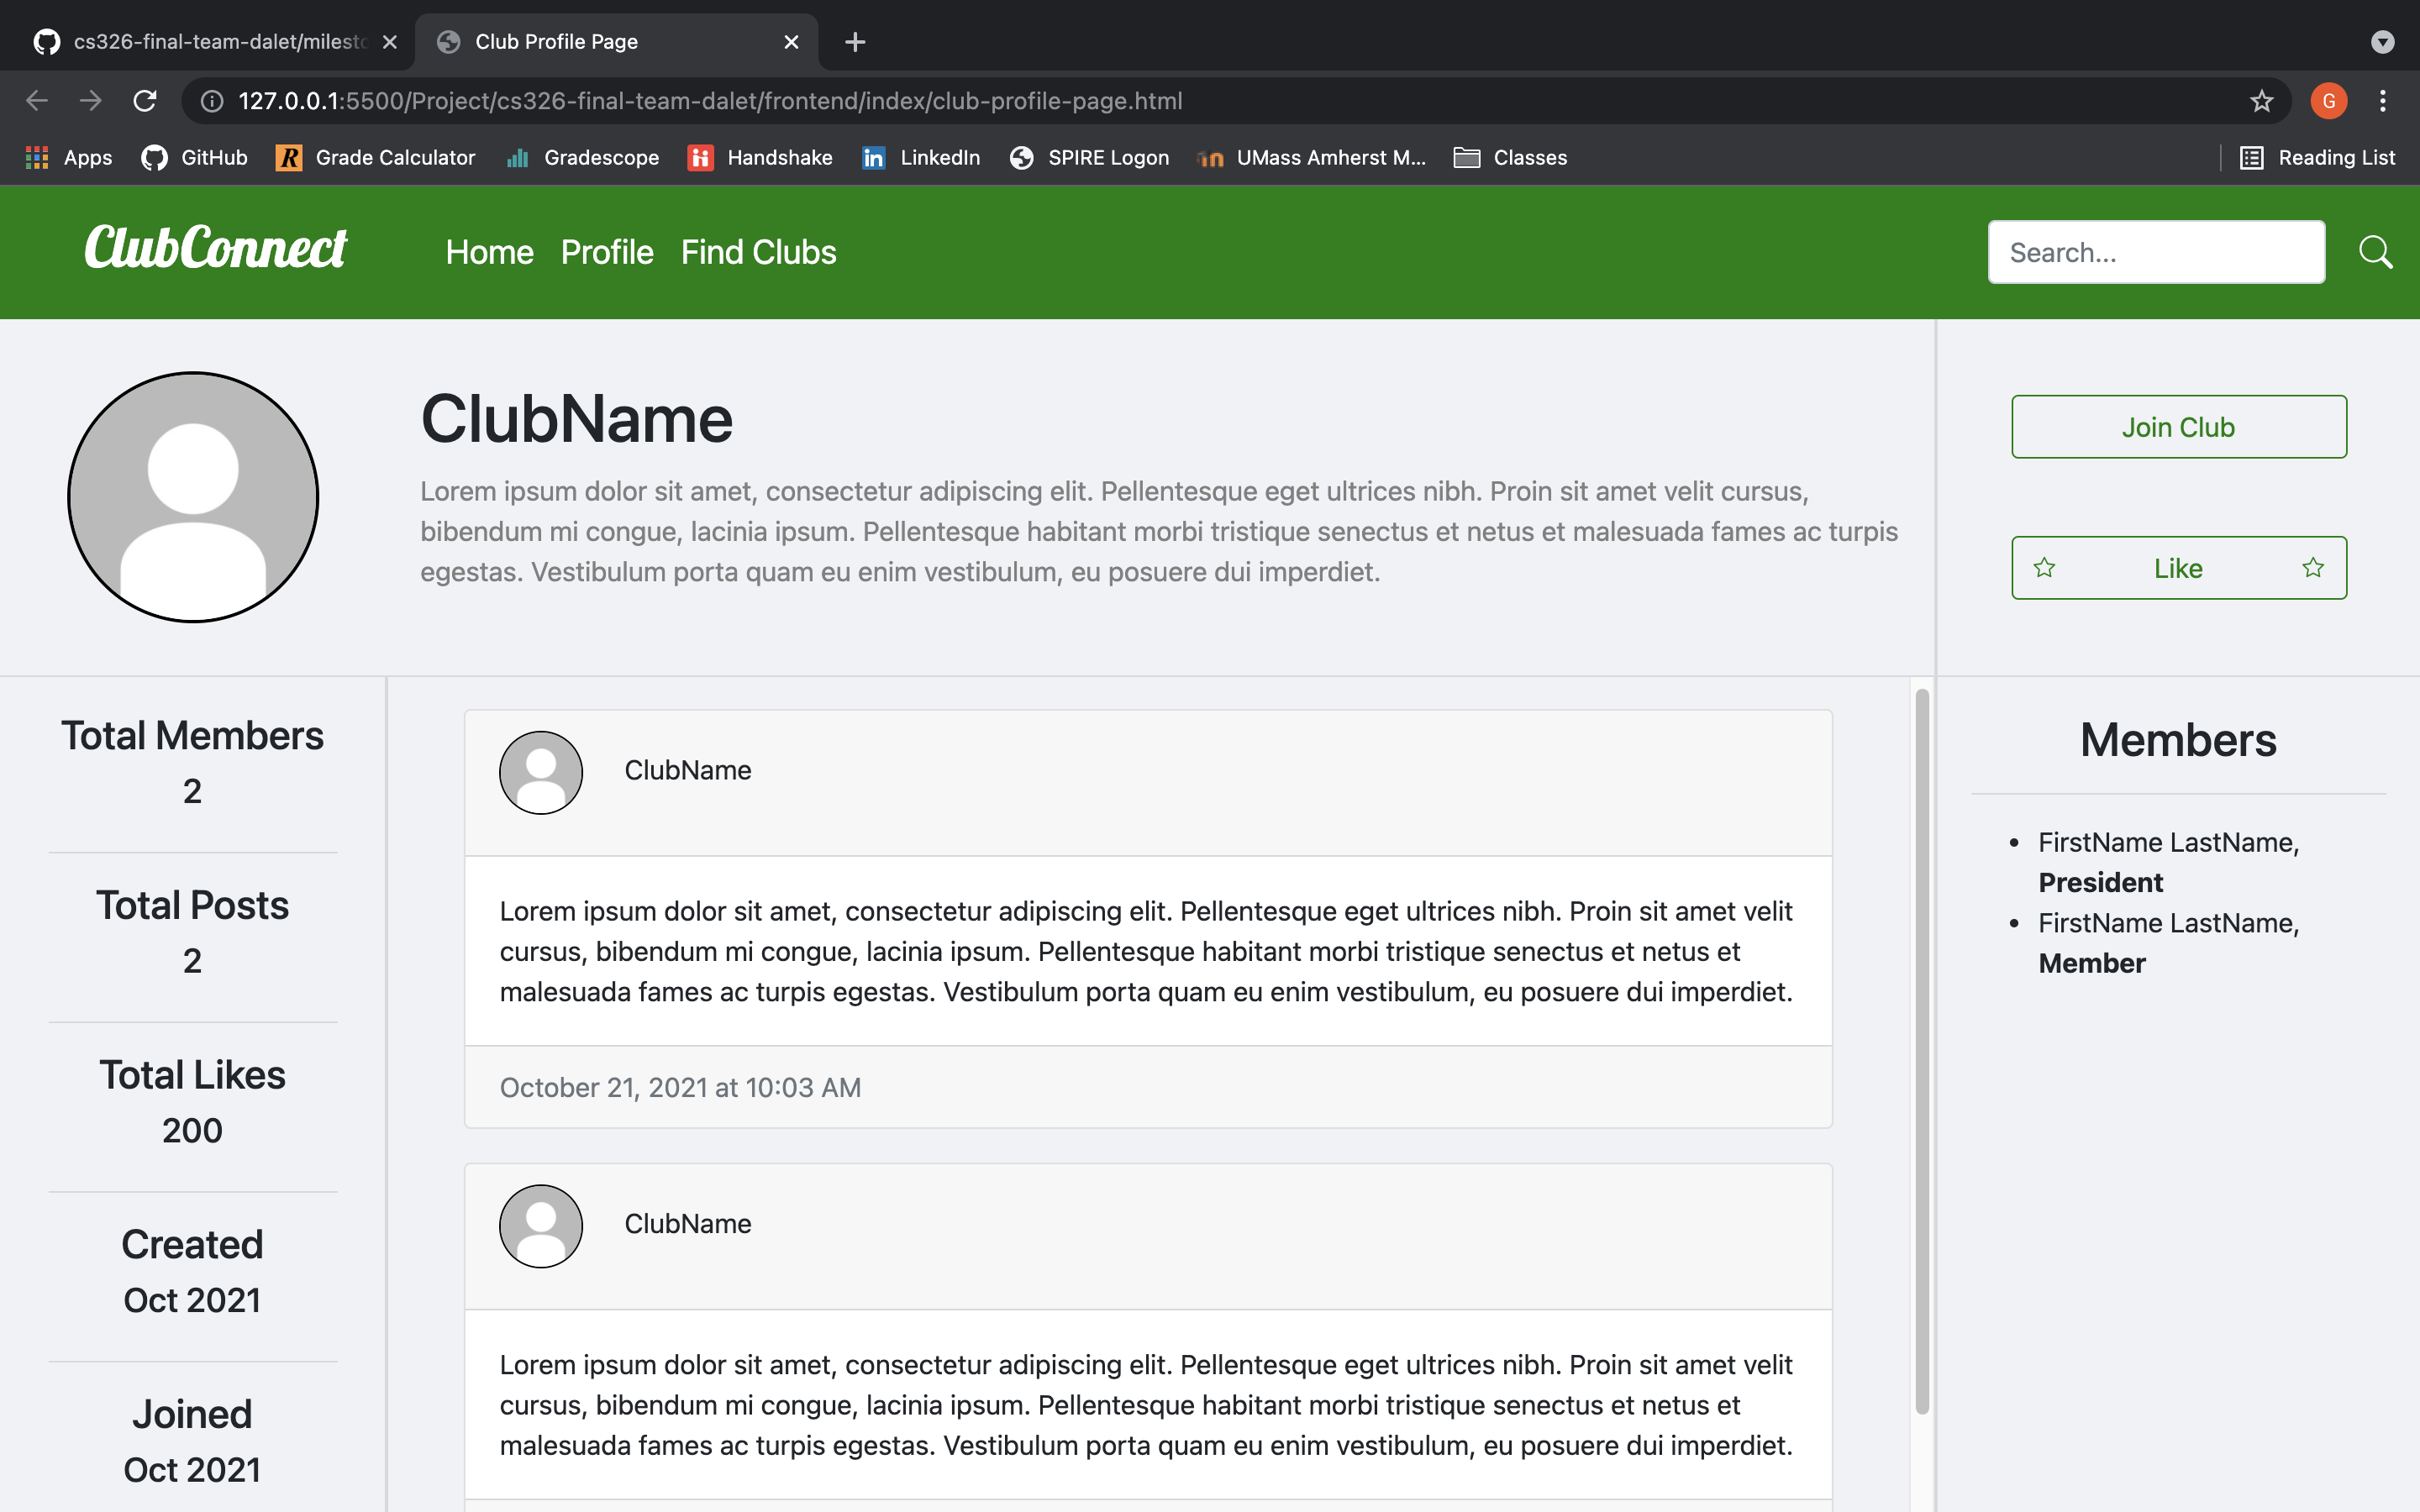 cs326-final-team-dalet/milesto
Club Profile Page
127.0.0.1:5500/Project/cs326-final-team-dalet/frontend/index/club-profile-page.html
G
Apps
GitHub
Grade Calculator
Gradescope
Handshake
LinkedIn
SPIRE Logon
UMass Amherst M...
Classes
Reading List
ClubConnect
Home
Profile
Find Clubs
Search...
ClubName
Lorem ipsum dolor sit amet, consectetur adipiscing elit. Pellentesque eget ultrices nibh. Proin sit amet velit cursus,
bibendum mi congue, lacinia ipsum. Pellentesque habitant morbi tristique senectus et netus et malesuada fames ac turpis
egestas. Vestibulum porta quam eu enim vestibulum, eu posuere dui imperdiet.
Join Club
Like
Total Members
2
Total Posts
2
Total Likes
200
Created
Oct 2021
Joined
Oct 2021
ClubName
Lorem ipsum dolor sit amet, consectetur adipiscing elit. Pellentesque eget ultrices nibh. Proin sit amet velit
cursus, bibendum mi congue, lacinia ipsum. Pellentesque habitant morbi tristique senectus et netus et
malesuada fames ac turpis egestas. Vestibulum porta quam eu enim vestibulum, eu posuere dui imperdiet.
October 21, 2021 at 10:03 AM
ClubName
Lorem ipsum dolor sit amet, consectetur adipiscing elit. Pellentesque eget ultrices nibh. Proin sit amet velit
cursus, bibendum mi congue, lacinia ipsum. Pellentesque habitant morbi tristique senectus et netus et
malesuada fames ac turpis egestas. Vestibulum porta quam eu enim vestibulum, eu posuere dui imperdiet.
Members
• FirstName LastName,
President
• FirstName LastName,
Member